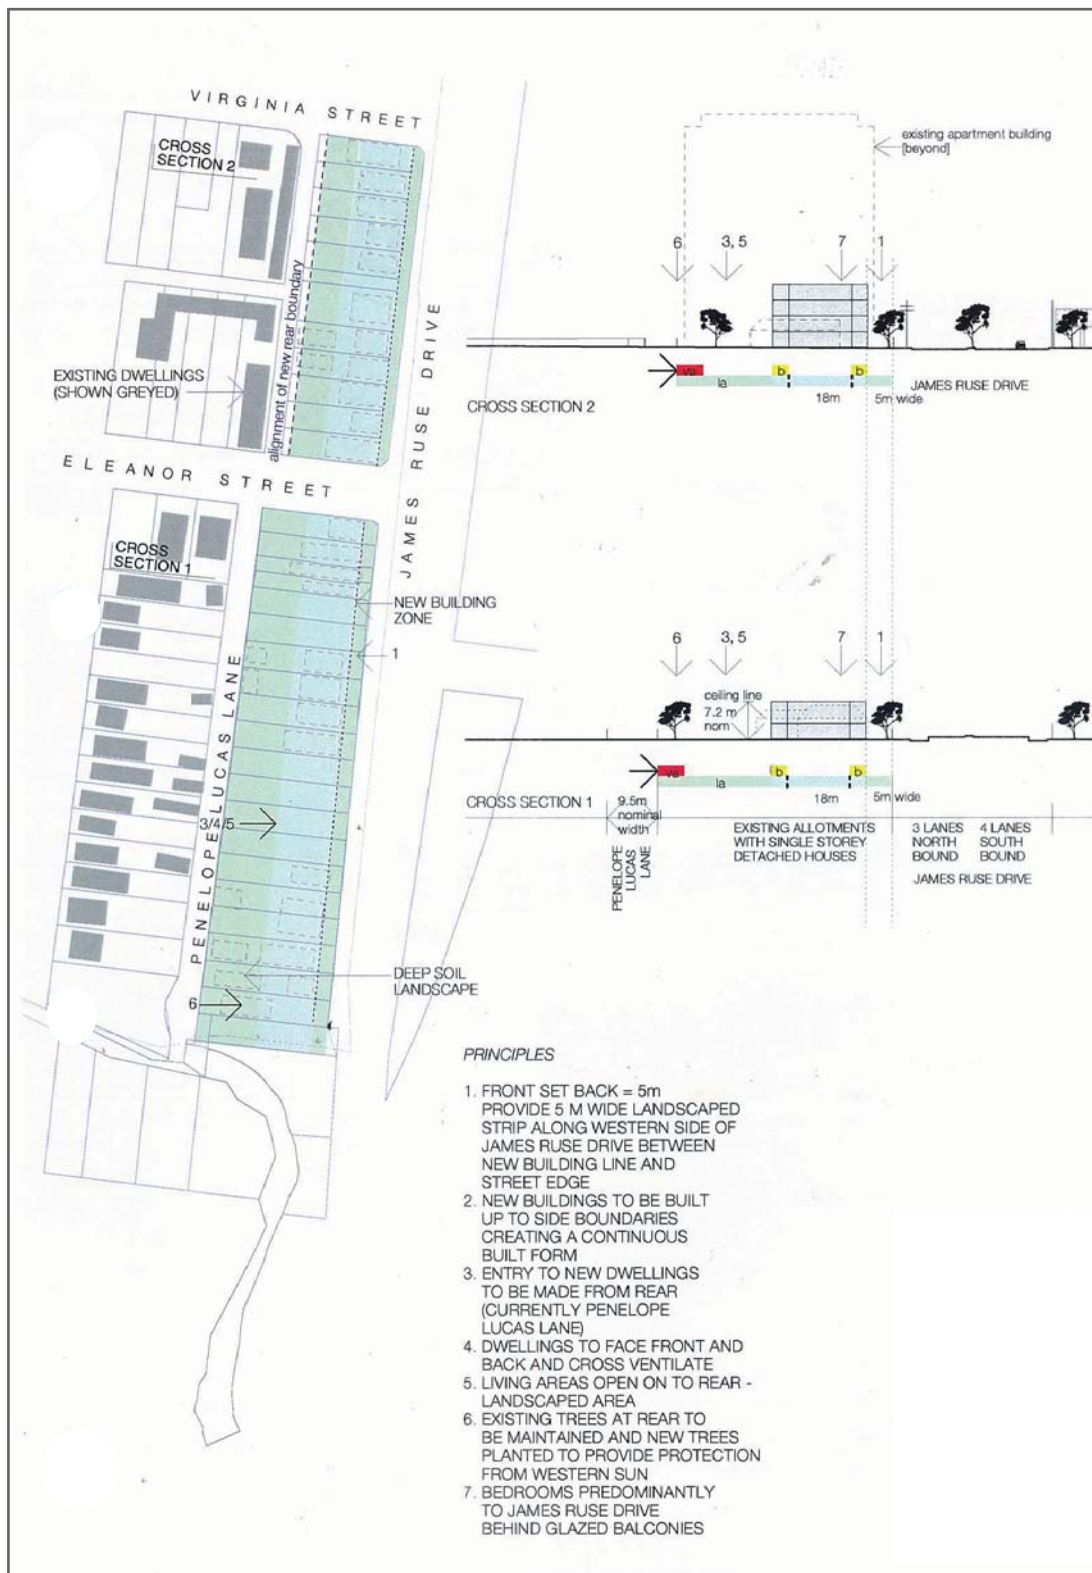 VIRGINIA STREET
CROSS
SECTION 2
EXISTING DWELLINGS
(SHOWN GREYED)
alignment of new rear boundary
JAMES RUSE DRIVE
ELEANOR STREET
CROSS
SECTION 1
NEW BUILDING
ZONE
1
PENELOPE LUCAS LANE
3/4/5
DEEP SOIL
LANDSCAPE
6
existing apartment building
[beyond]
6
3, 5
7
1
va
b
b
la
18m
5m wide
JAMES RUSE DRIVE
CROSS SECTION 2
6
3, 5
7
1
ceiling line
7.2 m
nom
va
b
b
la
18m
5m wide
CROSS SECTION 1
9.5m
nominal
width
PENELOPE
LUCAS
LANE
EXISTING ALLOTMENTS
WITH SINGLE STOREY
DETACHED HOUSES
3 LANES
NORTH
BOUND
4 LANES
SOUTH
BOUND
JAMES RUSE DRIVE
PRINCIPLES
1. FRONT SET BACK = 5m
PROVIDE 5 M WIDE LANDSCAPED
STRIP ALONG WESTERN SIDE OF
JAMES RUSE DRIVE BETWEEN
NEW BUILDING LINE AND
STREET EDGE
2. NEW BUILDINGS TO BE BUILT
UP TO SIDE BOUNDARIES
CREATING A CONTINUOUS
BUILT FORM
3. ENTRY TO NEW DWELLINGS
TO BE MADE FROM REAR
(CURRENTLY PENELOPE
LUCAS LANE)
4. DWELLINGS TO FACE FRONT AND
BACK AND CROSS VENTILATE
5. LIVING AREAS OPEN ON TO REAR -
LANDSCAPED AREA
6. EXISTING TREES AT REAR TO
BE MAINTAINED AND NEW TREES
PLANTED TO PROVIDE PROTECTION
FROM WESTERN SUN
7. BEDROOMS PREDOMINANTLY
TO JAMES RUSE DRIVE
BEHIND GLAZED BALCONIES